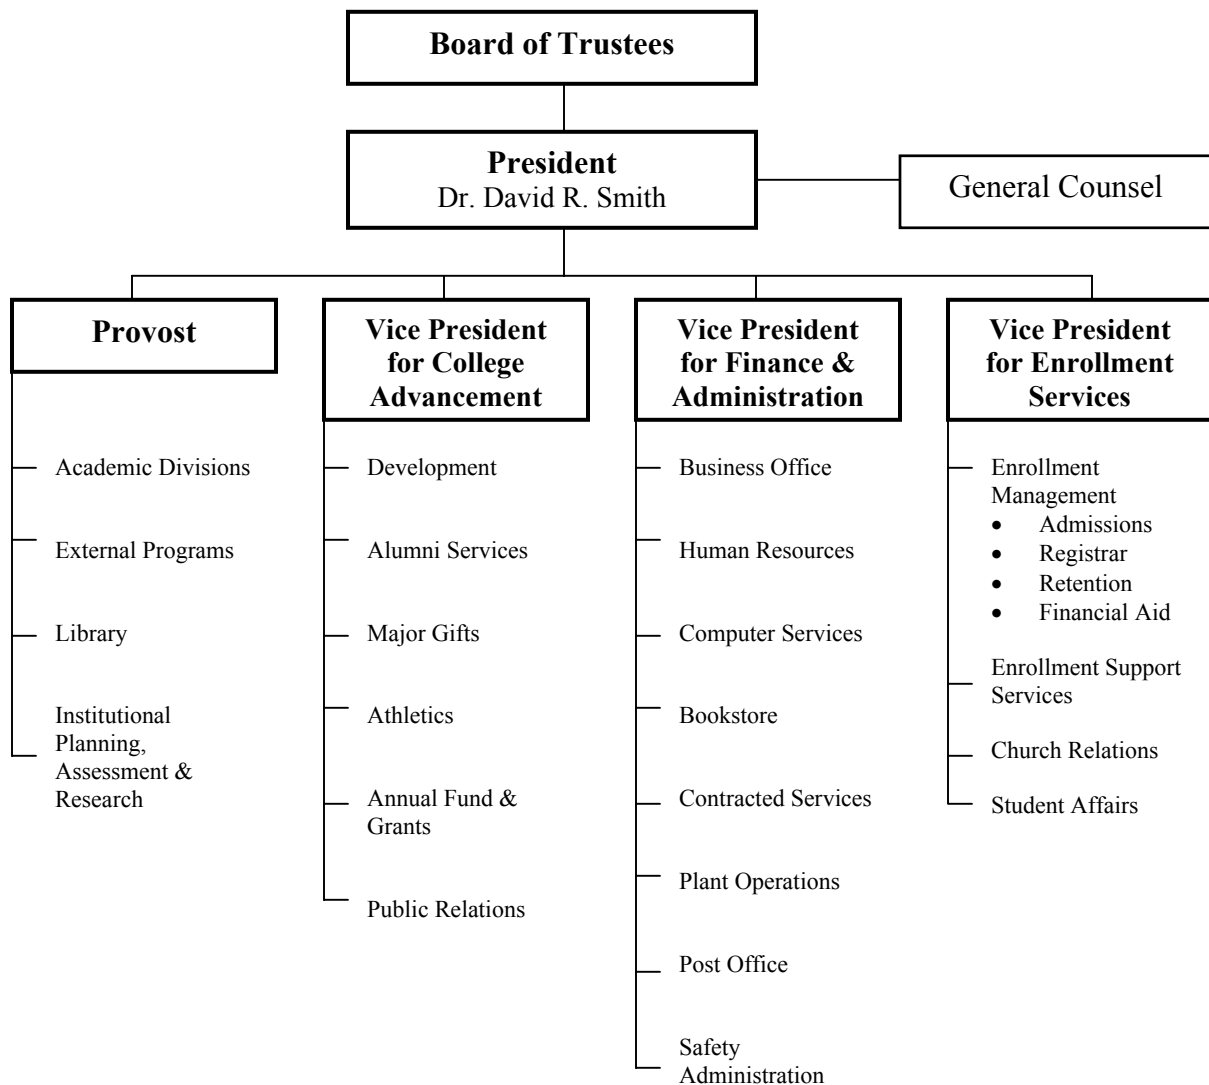 Board of Trustees
President
Dr. David R. Smith
General Counsel
Provost
Academic Divisions
External Programs
Library
Institutional
Planning,
Assessment &
Research
Vice President
for College
Advancement
Development
Alumni Services
Major Gifts
Athletics
Annual Fund &
Grants
Public Relations
Vice President
for Finance &
Administration
Business Office
Human Resources
Computer Services
Bookstore
Contracted Services
Plant Operations
Post Office
Safety
Administration
Vice President
for Enrollment
Services
Enrollment
Management
• Admissions
• Registrar
• Retention
• Financial Aid
Enrollment Support
Services
Church Relations
Student Affairs